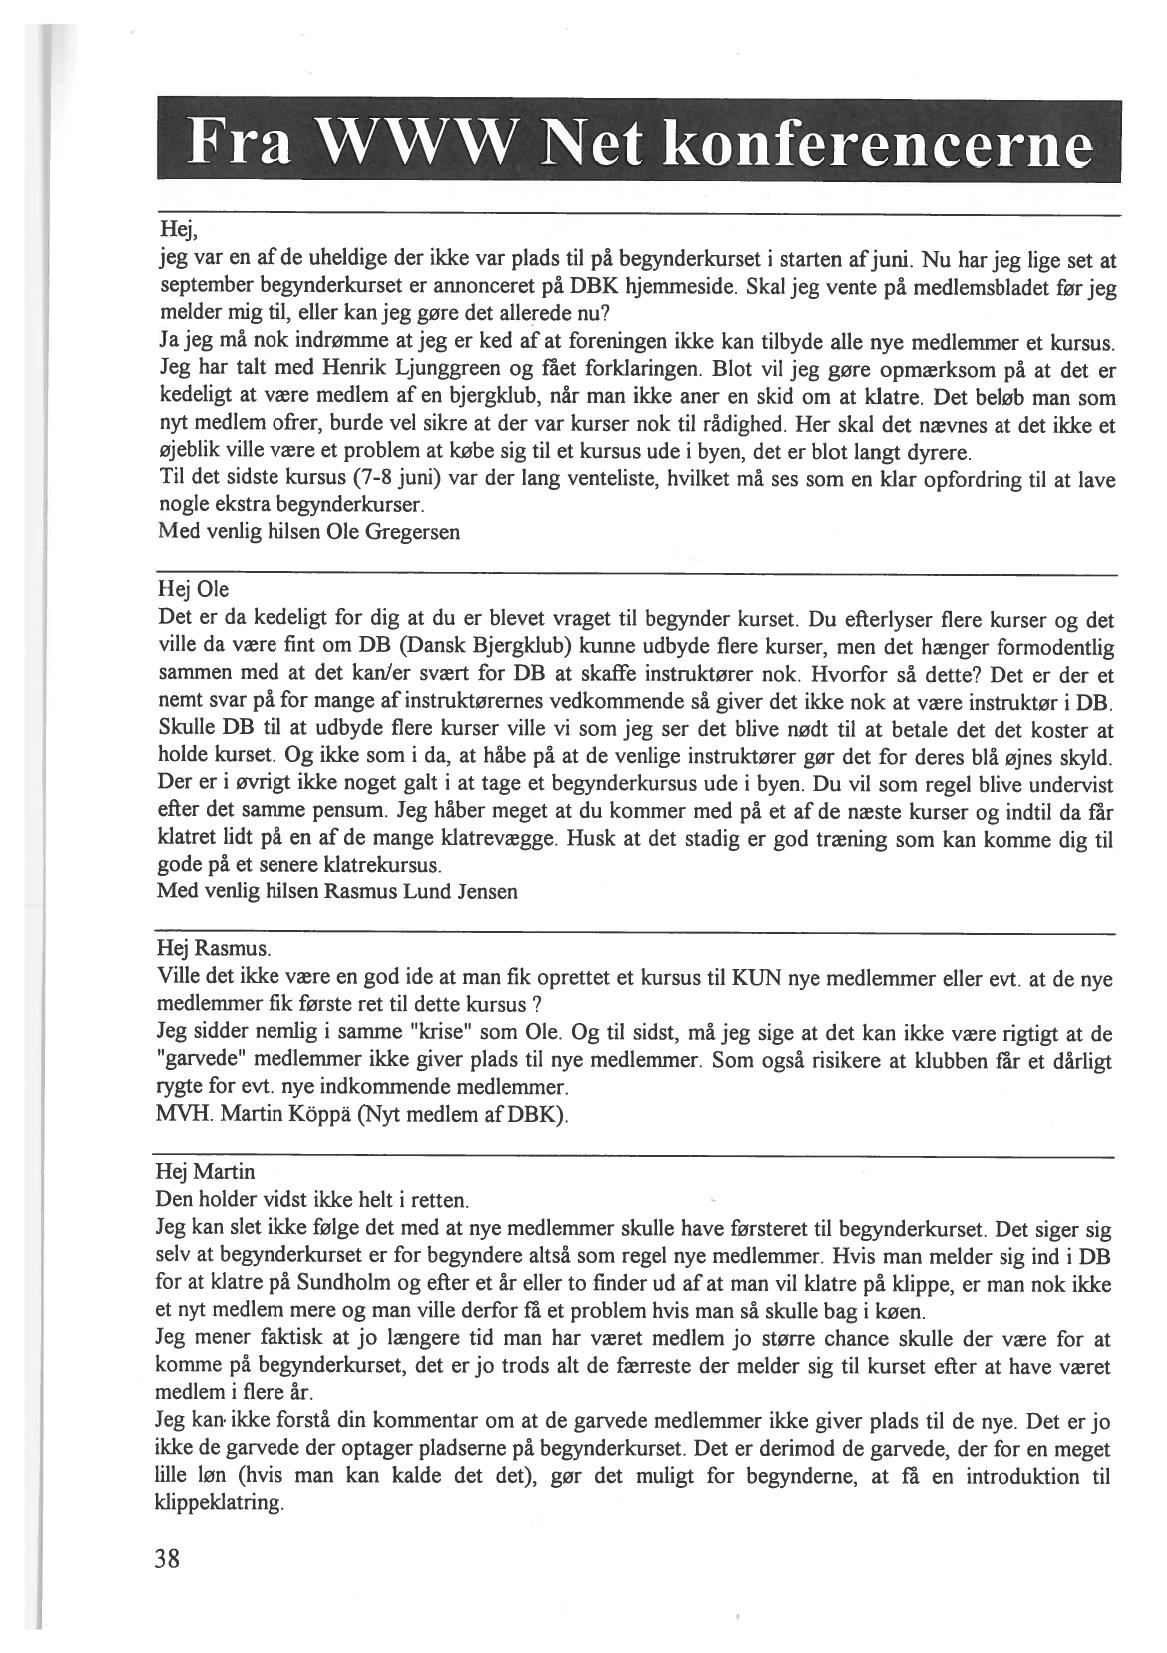 Fra WWW Net konferencerne
Hej,
jeg var en af de uheldige der ikke var plads til på begynderkurset i starten af juni. Nu har jeg lige set at
september begynderkurset er annonceret på DBK hjemmeside. Skal jeg vente på medlemsbladet før jeg
melder mig til, eller kan jeg gøre det allerede nu?
Ja jeg må nok indrømme at jeg er ked af at foreningen ikke kan tilbyde alle nye medlemmer et kursus.
Jeg har talt med Henrik Ljunggreen og fået forklaringen. Blot vil jeg gøre opmærksom på at det er
kedeligt at være medlem af en bjergklub, når man ikke aner en skid om at klatre. Det beløb man som
nyt medlem ofrer, burde vel sikre at der var kurser nok til rådighed. Her skal det nævnes at det ikke et
øjeblik ville være et problem at købe sig til et kursus ude i byen, det er blot langt dyrere.
Til det sidste kursus (7-8 juni) var der lang venteliste, hvilket må ses som en klar opfordring til at lave
nogle ekstra begynderkurser.
Med venlig hilsen Ole Gregersen
Hej Ole
Det er da kedeligt for dig at du er blevet vraget til begynder kurset. Du efterlyser flere kurser og det
ville da være fint om DB (Dansk Bjergklub) kunne udbyde flere kurser, men det hænger formodentlig
sammen med at det kan/er svært for DB at skaffe instruktører nok. Hvorfor så dette? Det er der et
nemt svar på for mange af instruktørernes vedkommende så giver det ikke nok at være instruktør i DB.
Skulle DB til at udbyde flere kurser ville vi som jeg ser det blive nødt til at betale det det koster at
holde kurset. Og ikke som i da, at håbe på at de venlige instruktører gør det for deres blå øjnes skyld.
Der er i øvrigt ikke noget galt i at tage et begynderkursus ude i byen. Du vil som regel blive undervist
efter det samme pensum. Jeg håber meget at du kommer med på et af de næste kurser og indtil da får
klatret lidt på en af de mange klatrevægge. Husk at det stadig er god træning som kan komme dig til
gode på et senere klatrekursus.
Med venlig hilsen Rasmus Lund Jensen
Hej Rasmus.
Ville det ikke være en god ide at man fik oprettet et kursus til KUN nye medlemmer eller evt. at de nye
medlemmer fik første ret til dette kursus ?
Jeg sidder nemlig i samme "krise" som Ole. Og til sidst, må jeg sige at det kan ikke være rigtigt at de
"garvede" medlemmer ikke giver plads til nye medlemmer. Som også risikere at klubben får et dårligt
rygte for evt. nye indkommende medlemmer.
MVH. Martin Köppä (Nyt medlem af DBK).
Hej Martin
Den holder vidst ikke helt i retten.
Jeg kan slet ikke følge det med at nye medlemmer skulle have førsteret til begynderkurset. Det siger sig
selv at begynderkurset er for begyndere altså som regel nye medlemmer. Hvis man melder sig ind i DB
for at klatre på Sundholm og efter et år eller to finder ud af at man vil klatre på klippe, er man nok ikke
et nyt medlem mere og man ville derfor få et problem hvis man så skulle bag i køen.
Jeg mener faktisk at jo længere tid man har været medlem jo større chance skulle der være for at
komme på begynderkurset, det er jo trods alt de færreste der melder sig til kurset efter at have været
medlem i flere år.
Jeg kan ikke forstå din kommentar om at de garvede medlemmer ikke giver plads til de nye. Det er jo
ikke de garvede der optager pladserne på begynderkurset. Det er derimod de garvede, der for en meget
lille løn (hvis man kan kalde det det), gør det muligt for begynderne, at få en introduktion til
klippeklatring.
38